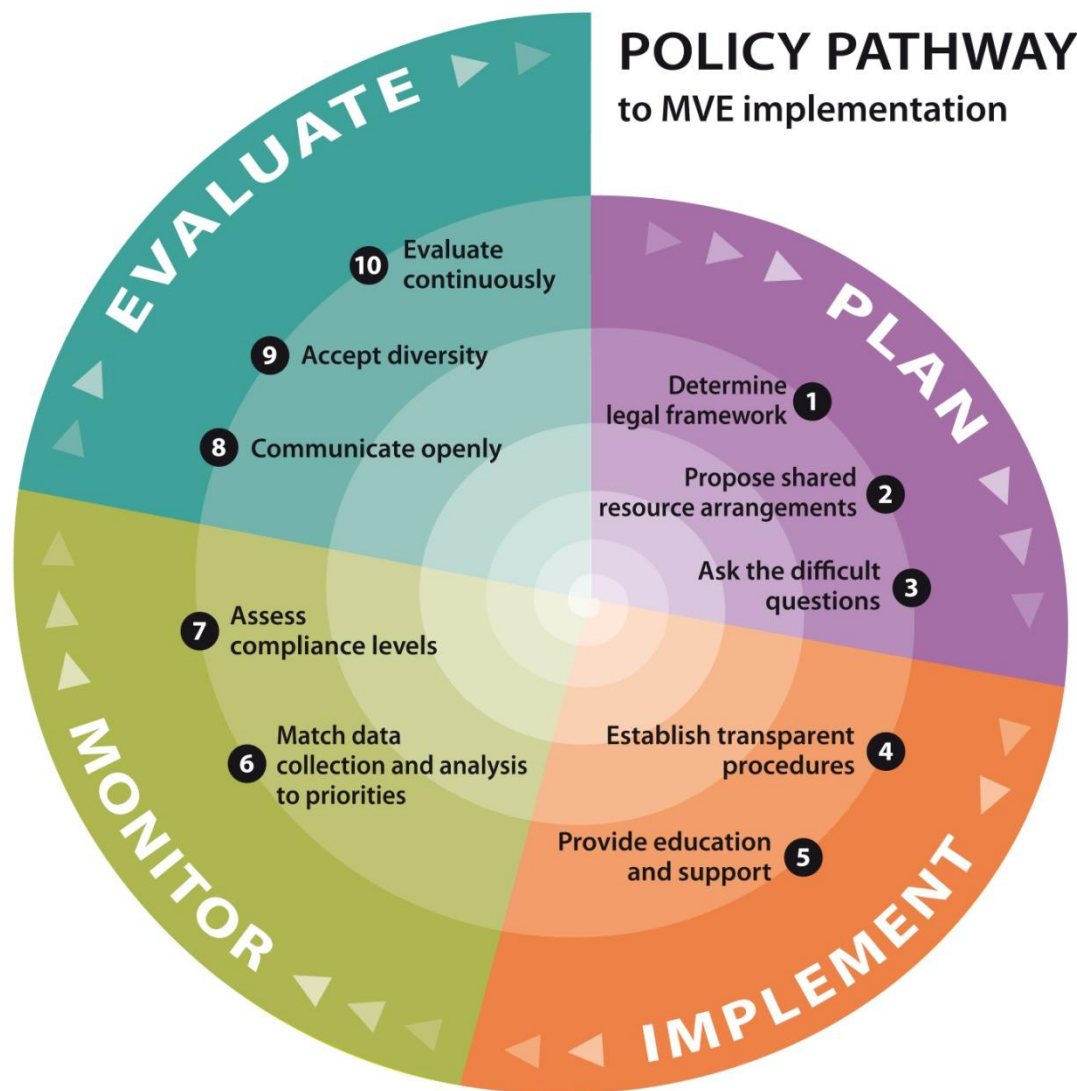 POLICY PATHWAY
to MVE implementation
PLAN
1 Determine
legal framework
2 Propose shared
resource arrangements
3 Ask the difficult
questions
IMPLEMENT
4 Establish transparent
procedures
5 Provide education
and support
MONITOR
6 Match data
collection and analysis
to priorities
7 Assess
compliance levels
EVALUATE
8 Communicate openly
9 Accept diversity
10 Evaluate
continuously